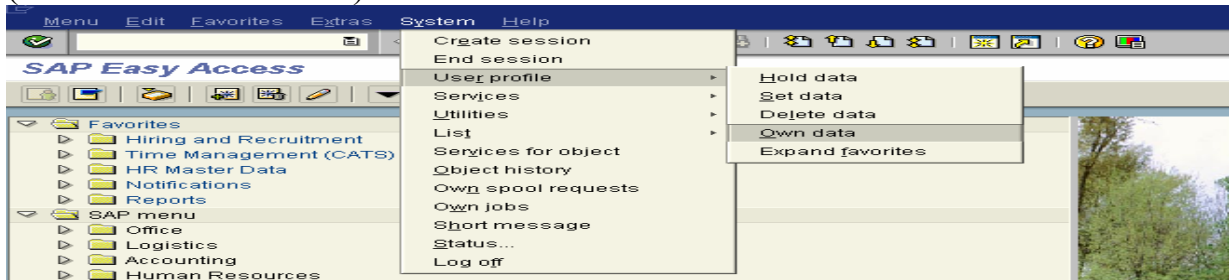 Menu Edit Favorites Extras System Help
Create session
End session
SAP Easy Access
User profile
Hold data
Services
Set data
Utilities
Delete data
Favorites
List
Own data
Hiring and Recruitment
Services for object
Expand favorites
Time Management (CATS)
Object history
HR Master Data
Own spool requests
Notifications
Own jobs
Reports
Short message
SAP menu
Status...
Office
Log off
Logistics
Accounting
Human Resources